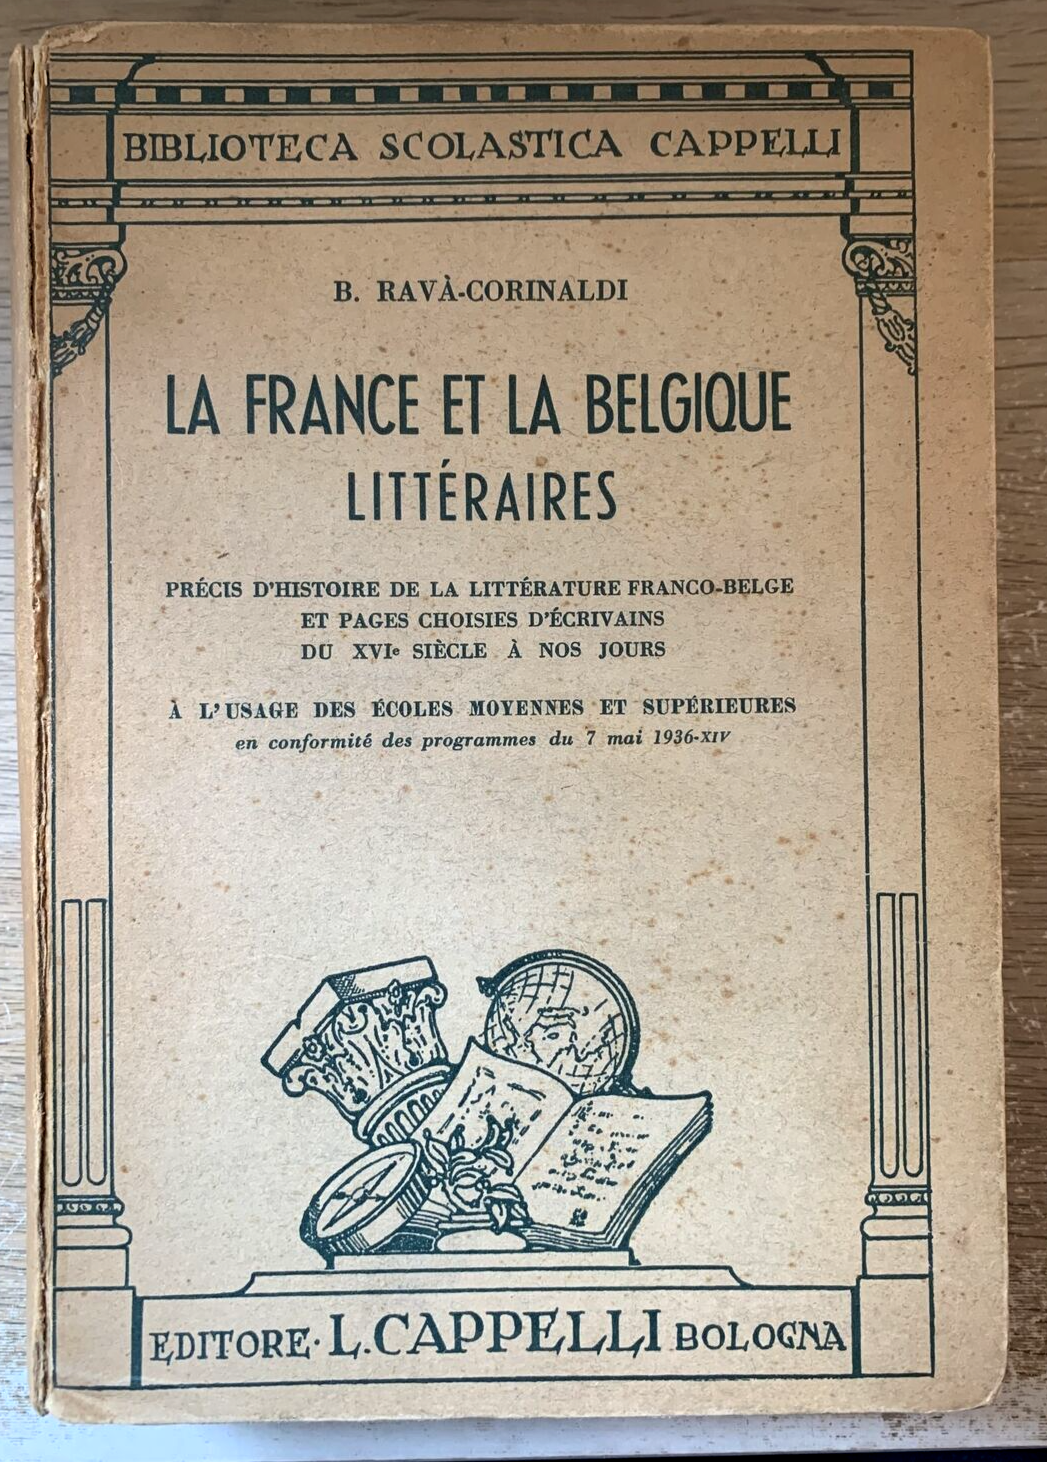 BIBLIOTECA SCOLASTICA CAPPELLI
B. RAVÀ-CORINALDI
LA FRANCE ET LA BELGIQUE
LITTÉRAIRES
PRÉCIS D'HISTOIRE DE LA LITTÉRATURE FRANCO-BELGE
ET PAGES CHOISIES D'ÉCRIVAINS
DU XVIe SIÈCLE À NOS JOURS
À L'USAGE DES ÉCOLES MOYENNES ET SUPÉRIEURES
en conformité des programmes du 7 mai 1936-XIV
EDITORE · L. CAPPELLI BOLOGNA